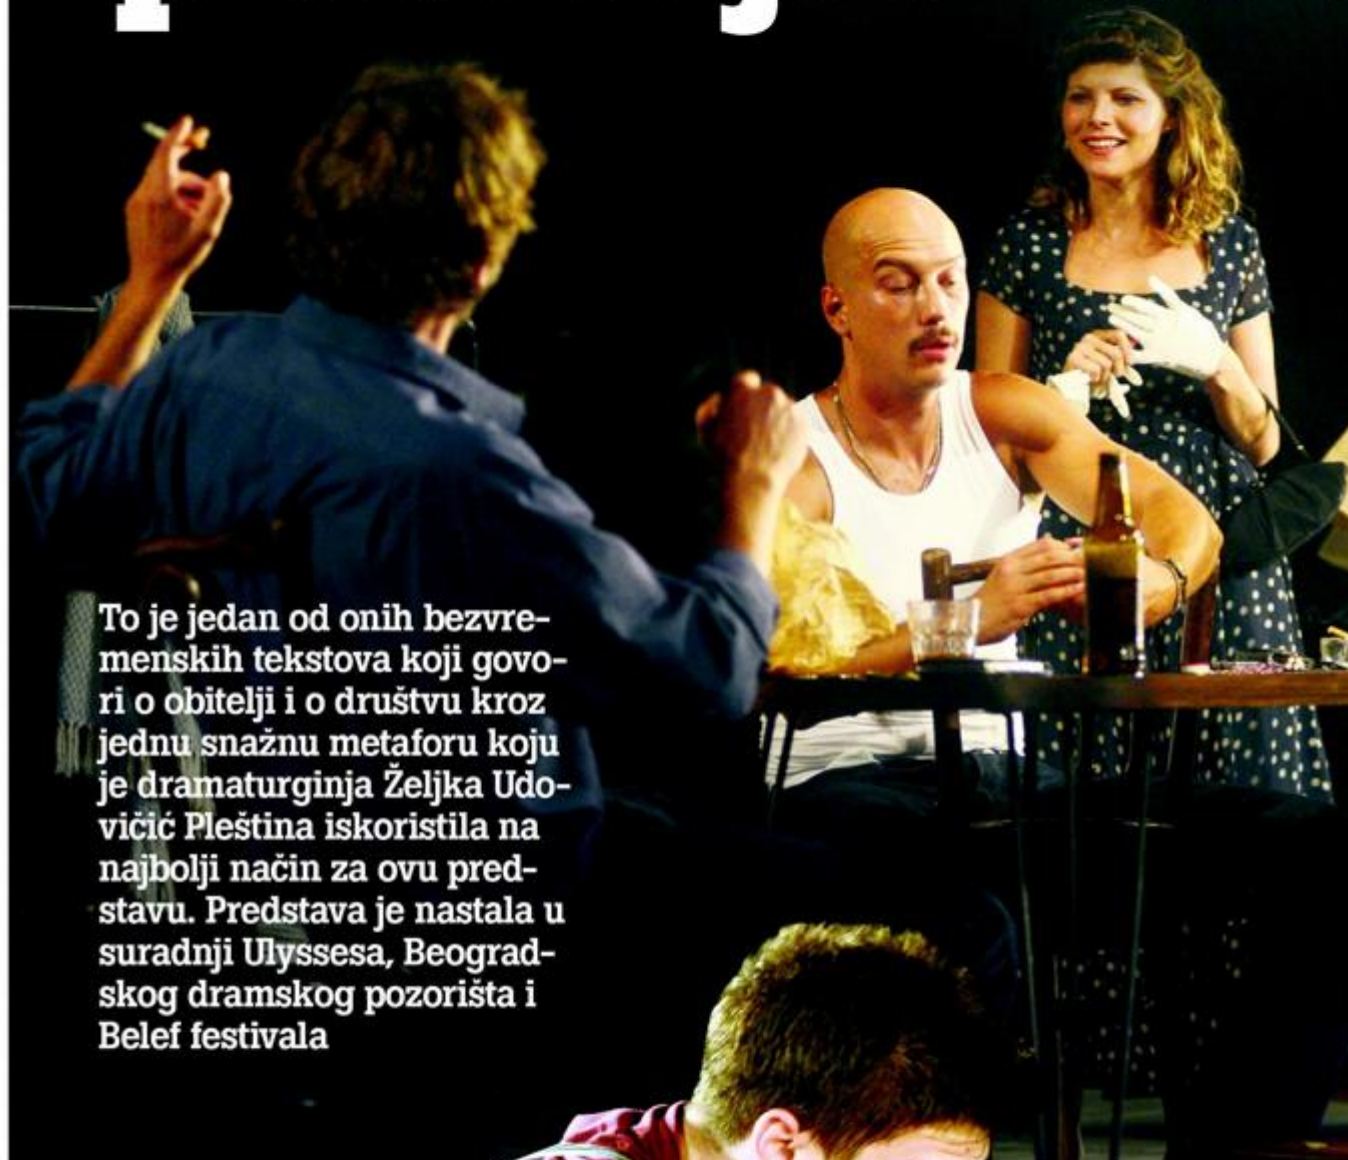 To je jedan od onih bezvre-
menskih tekstova koji govo-
ri o obitelji i o društvu kroz
jednu snažnu metaforu koju
je dramaturginja Željka Udo-
vičić Pleština iskoristila na
najbolji način za ovu pred-
stavu. Predstava je nastala u
suradnji Ulyssesa, Beograd-
skog dramskog pozorišta i
Belef festivala